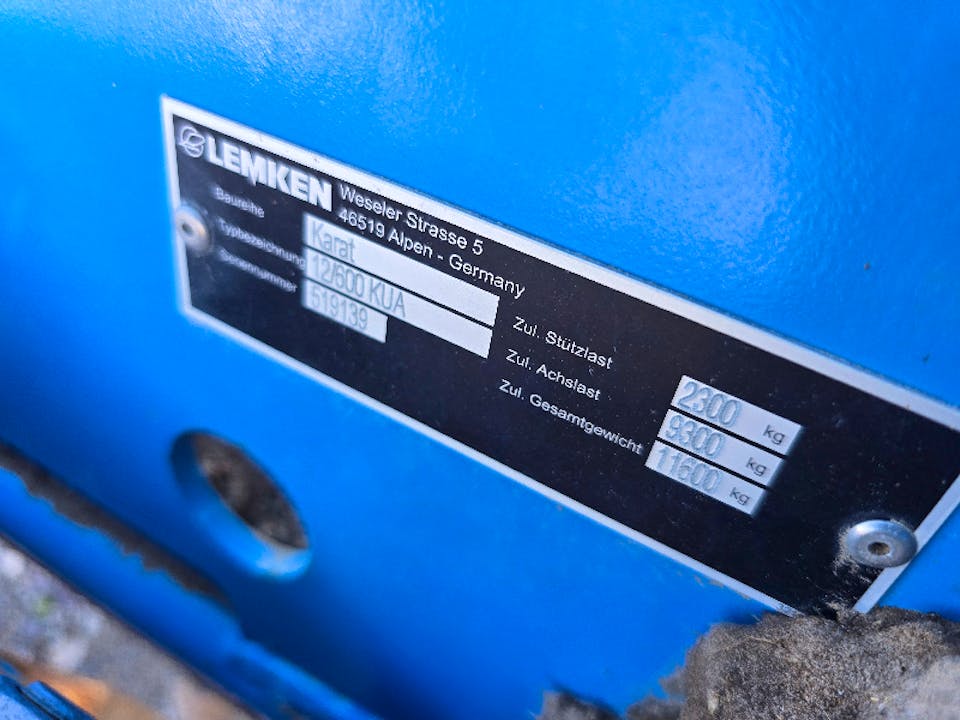 LEMKEN
Weseler Strasse 5
46519 Alpen - Germany
Baureihe Karat
Typbezeichnung 12/600 KUA
Seriennummer 519139
Zul. Stützlast 2300 kg
Zul. Achslast 9300 kg
Zul. Gesamtgewicht 11600 kg